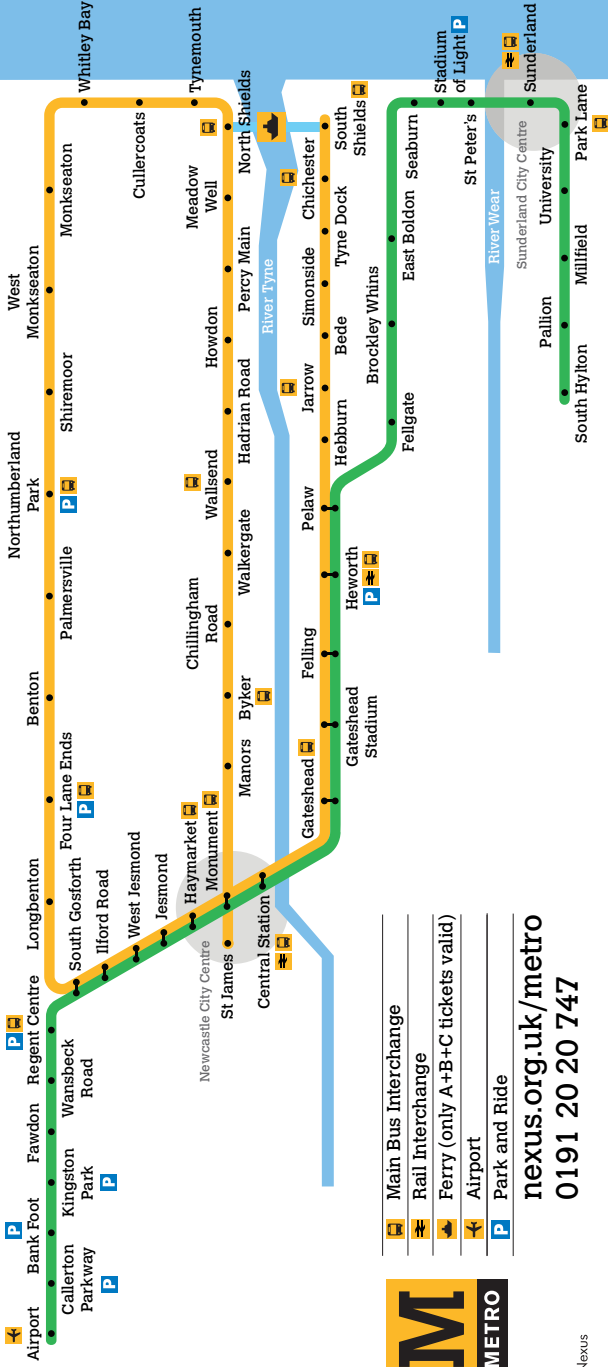 Airport
Callerton
Parkway
Bank Foot
Kingston
Park
Fawdon
Wansbeck
Road
Regent Centre
South Gosforth
Longbenton
Four Lane Ends
Benton
Palmersville
Northumberland
Park
Shiremoor
West
Monkseaton
Monkseaton
Whitley Bay
Cullercoats
Tynemouth
North Shields
Meadow
Well
Percy Main
Howdon
Hadrian Road
Wallsend
Walkergate
Chillingham
Road
Byker
Manors
Monument
St James
Ilford Road
West Jesmond
Jesmond
Haymarket
Newcastle City Centre
Central Station
Gateshead
Gateshead
Stadium
Felling
Heworth
Pelaw
Hebburn
Jarrow
Bede
Simonside
Tyne Dock
Chichester
South
Shields
River Tyne
Fellgate
Brockley Whins
East Boldon
Seaburn
Stadium
of Light
St Peter's
River Wear
Sunderland
Sunderland City Centre
Park Lane
University
Millfield
Pallion
South Hylton
P
P
P
P
P
P
P
P
Main Bus Interchange
Rail Interchange
Ferry (only A+B+C tickets valid)
Airport
P Park and Ride
nexus.org.uk/metro
0191 20 20 747
M
METRO
Nexus